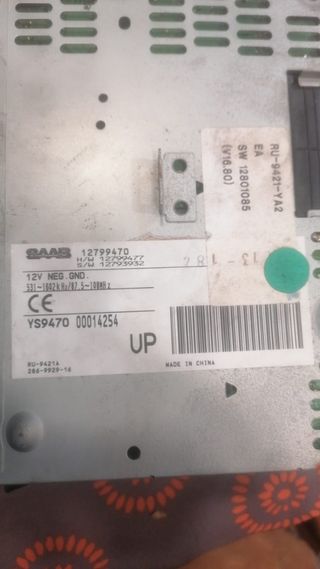 RU-9421-YA2
EA
SW 12801085
(V16.80)
SAAB 12799470
H/W 12799477
S/W 12793932
12V NEG.GND.
531~1602kHz/87.5~108MHz
CE
YS9470 00014254
UP
RU-9421A
286-9929-16
MADE IN CHINA